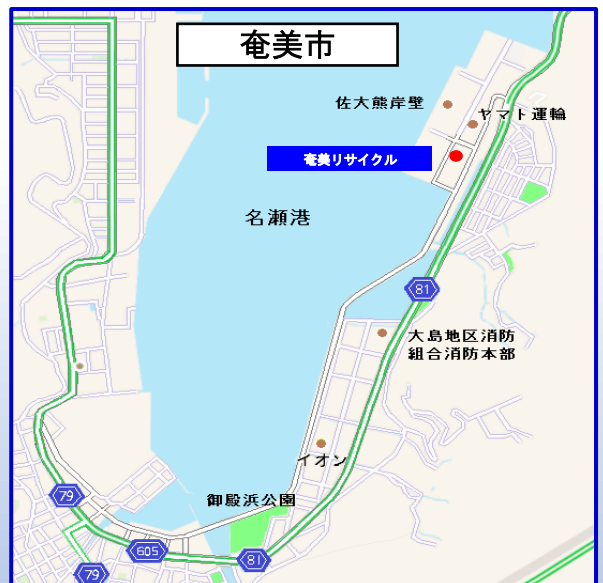 奄美市
佐大熊岸壁
ヤマト運輸
奄美リサイクル
名瀬港
81
大島地区消防
組合消防本部
イオン
御殿浜公園
79
605
81
79